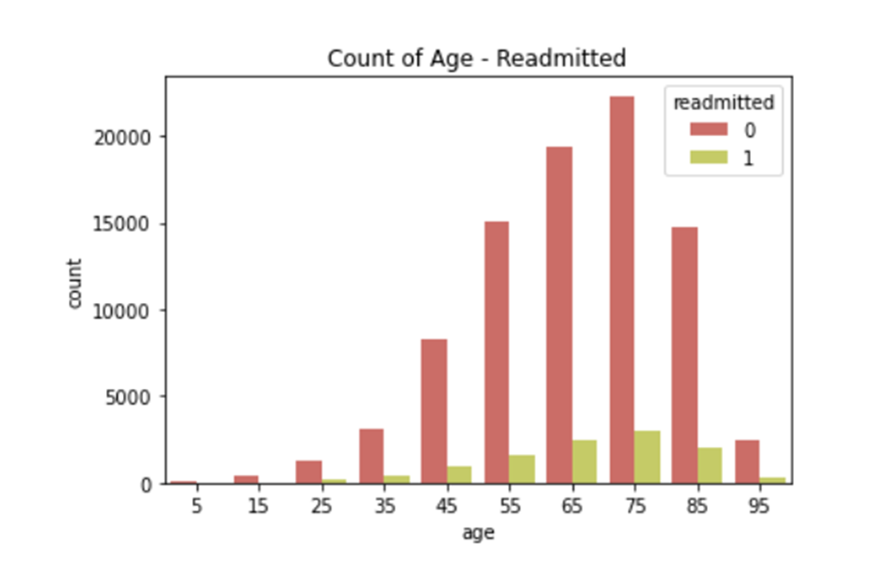 Count of Age - Readmitted
readmitted
0
1
20000
15000
10000
5000
0
count
5 15 25 35 45 55 65 75 85 95
age